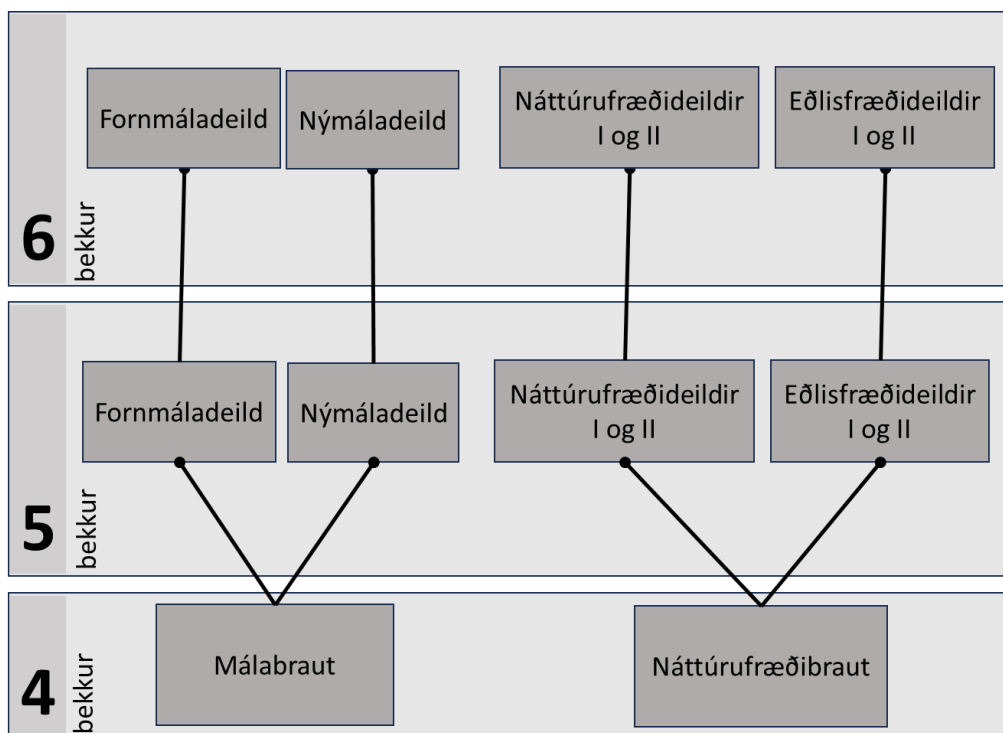 Fornmáladeild
Nýmáladeild
Náttúrufræðideildir
I og II
Eðlisfræðideildir
I og II
6
bekkur
Fornmáladeild
Nýmáladeild
Náttúrufræðideildir
I og II
Eðlisfræðideildir
I og II
5
bekkur
Málabraut
Náttúrufræðibraut
4
bekkur